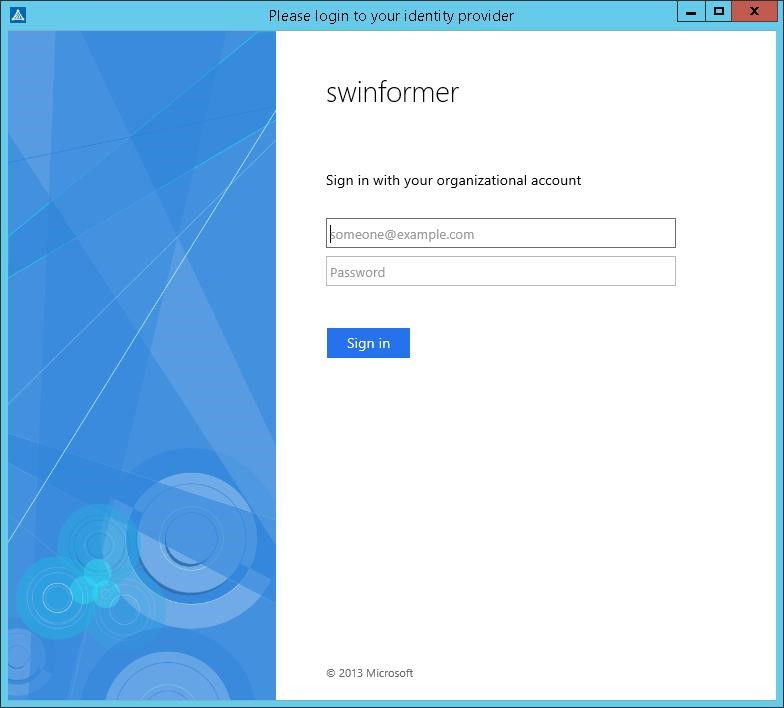 Please login to your identity provider
swinformer
Sign in with your organizational account
someone@example.com
Password
Sign in
© 2013 Microsoft